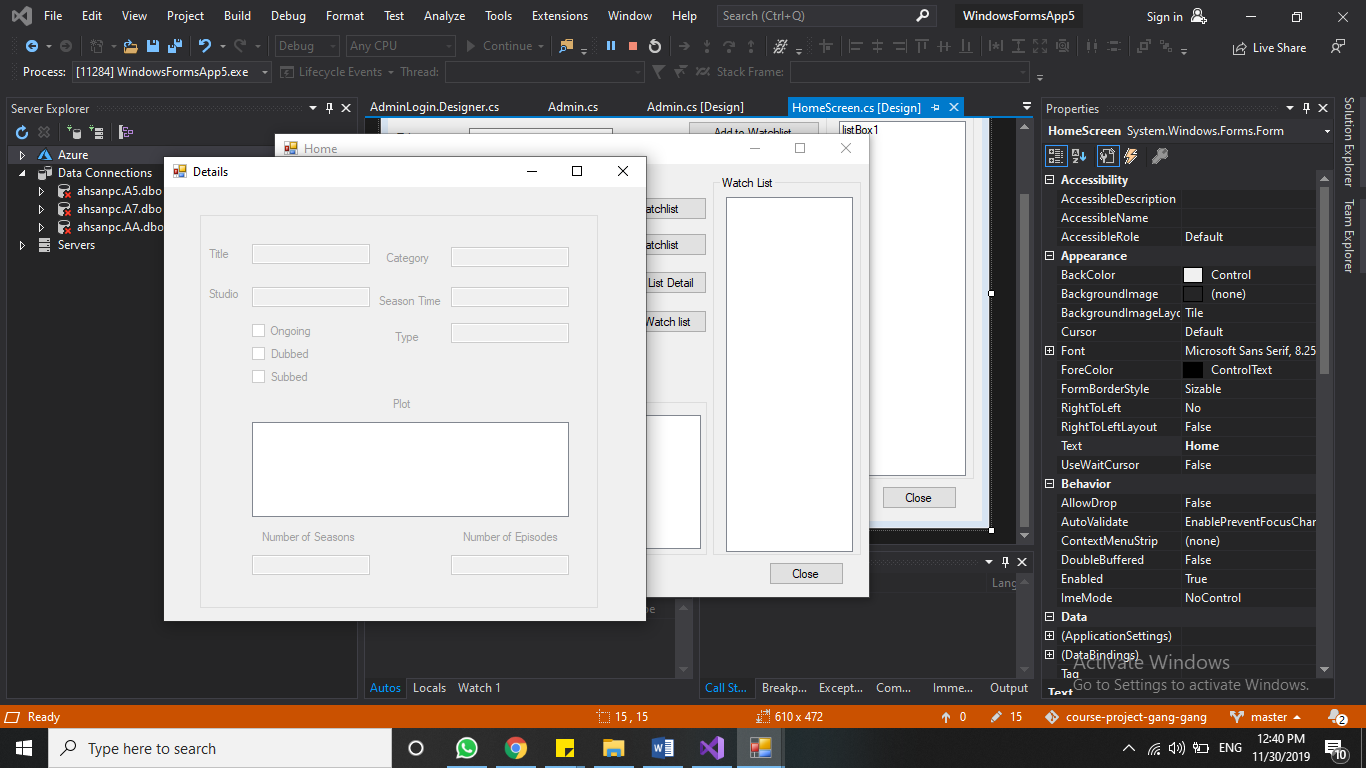 File Edit View Project Build Debug Format Test Analyze Tools Extensions Window Help Search (Ctrl+Q) WindowsFormsApp5 Sign in
Debug Any CPU Continue Live Share
Process: [11284] WindowsFormsApp5.exe Lifecycle Events Thread: Stack Frame:
Server Explorer
Azure
Data Connections
ahsanpc.A5.dbo
ahsanpc.A7.dbo
ahsanpc.AA.dbo
Servers
AdminLogin.Designer.cs Admin.cs Admin.cs [Design] HomeScreen.cs [Design]
Add to Watchlist
listBox1
Close
Home
Watch List
atchlist
atchlist
List Detail
Watch list
Close
Details
Title
Category
Studio
Season Time
Ongoing
Type
Dubbed
Subbed
Plot
Number of Seasons
Number of Episodes
Lang
Autos Locals Watch 1
Call St... Breakp... Except... Com... Imme... Output
Properties
HomeScreen System.Windows.Forms.Form
Accessibility
AccessibleDescription
AccessibleName
AccessibleRole Default
Appearance
BackColor Control
BackgroundImage (none)
BackgroundImageLayo Tile
Cursor Default
Font Microsoft Sans Serif, 8.25
ForeColor ControlText
FormBorderStyle Sizable
RightToLeft No
RightToLeftLayout False
Text Home
UseWaitCursor False
Behavior
AllowDrop False
AutoValidate EnablePreventFocusChan
ContextMenuStrip (none)
DoubleBuffered False
Enabled True
ImeMode NoControl
Data
(ApplicationSettings)
(DataBindings)
Tag
Text
Activate Windows
Go to Settings to activate Windows.
Solution Explorer
Team Explorer
Ready 15 , 15 610 x 472 0 15 course-project-gang-gang master 2
Type here to search
ENG
12:40 PM
11/30/2019
10